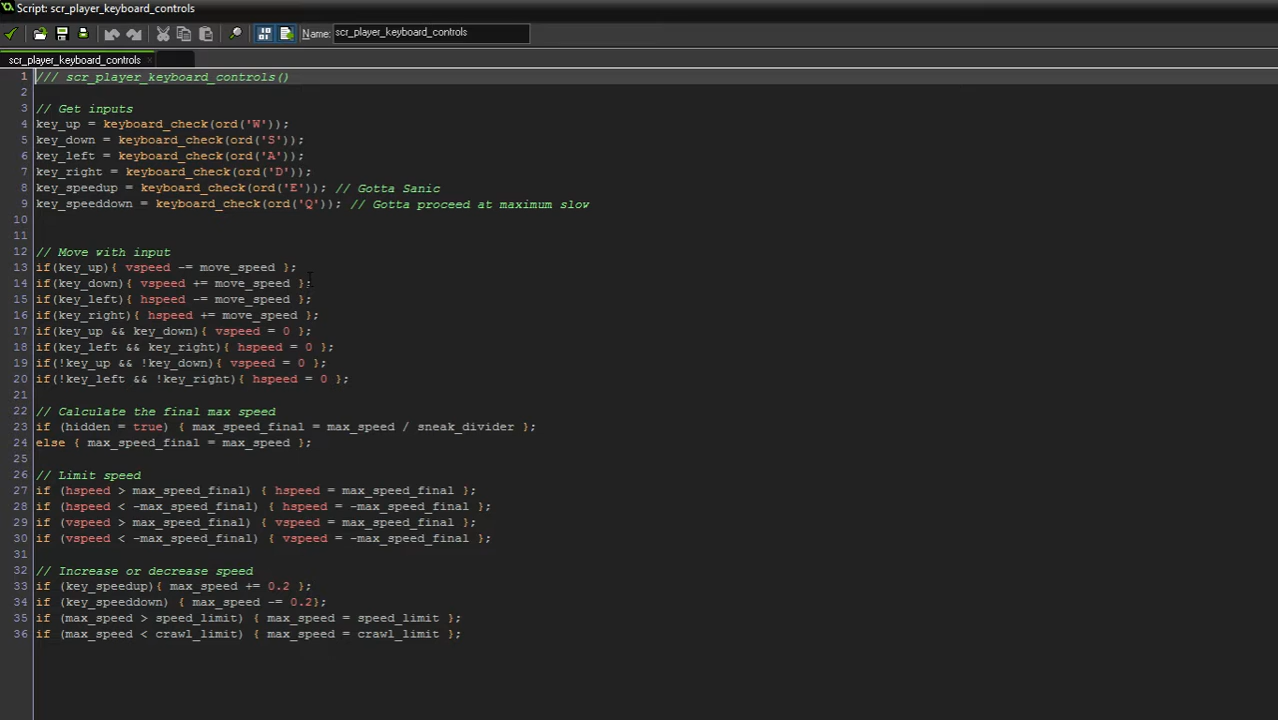 Script: scr_player_keyboard_controls
Name: scr_player_keyboard_controls
scr_player_keyboard_controls ×
1 /// scr_player_keyboard_controls()
2
3 // Get inputs
4 key_up = keyboard_check(ord('W'));
5 key_down = keyboard_check(ord('S'));
6 key_left = keyboard_check(ord('A'));
7 key_right = keyboard_check(ord('D'));
8 key_speedup = keyboard_check(ord('E')); // Gotta Sanic
9 key_speeddown = keyboard_check(ord('Q')); // Gotta proceed at maximum slow
10
11
12 // Move with input
13 if(key_up){ vspeed -= move_speed };
14 if(key_down){ vspeed += move_speed };
15 if(key_left){ hspeed -= move_speed };
16 if(key_right){ hspeed += move_speed };
17 if(key_up && key_down){ vspeed = 0 };
18 if(key_left && key_right){ hspeed = 0 };
19 if(!key_up && !key_down){ vspeed = 0 };
20 if(!key_left && !key_right){ hspeed = 0 };
21
22 // Calculate the final max speed
23 if (hidden = true) { max_speed_final = max_speed / sneak_divider };
24 else { max_speed_final = max_speed };
25
26 // Limit speed
27 if (hspeed > max_speed_final) { hspeed = max_speed_final };
28 if (hspeed < -max_speed_final) { hspeed = -max_speed_final };
29 if (vspeed > max_speed_final) { vspeed = max_speed_final };
30 if (vspeed < -max_speed_final) { vspeed = -max_speed_final };
31
32 // Increase or decrease speed
33 if (key_speedup){ max_speed += 0.2 };
34 if (key_speeddown) { max_speed -= 0.2};
35 if (max_speed > speed_limit) { max_speed = speed_limit };
36 if (max_speed < crawl_limit) { max_speed = crawl_limit };